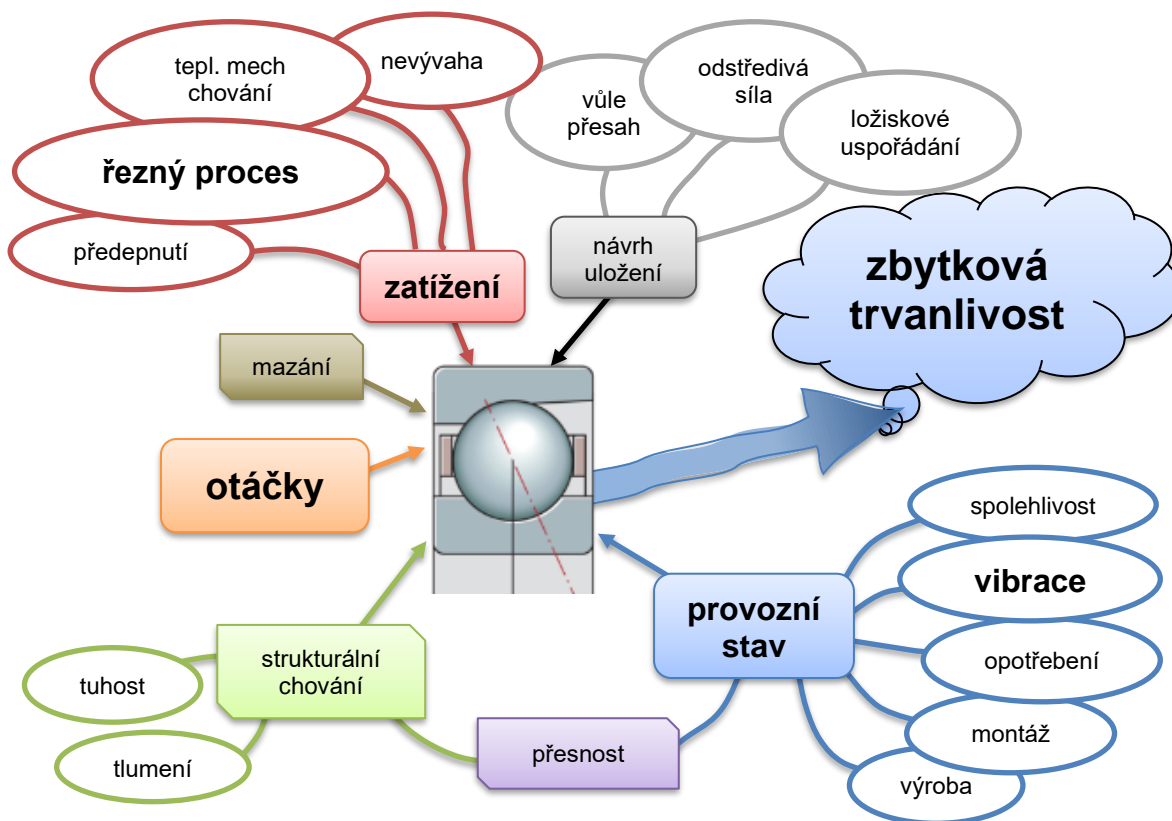 tepl. mech
chování
nevývaha
vůle
přesah
odstředivá
síla
ložiskové
uspořádání
řezný proces
předepnutí
zatížení
návrh
uložení
zbytková
trvanlivost
mazání
otáčky
spolehlivost
vibrace
provozní
stav
opotřebení
strukturální
chování
tuhost
tlumení
přesnost
montáž
výroba